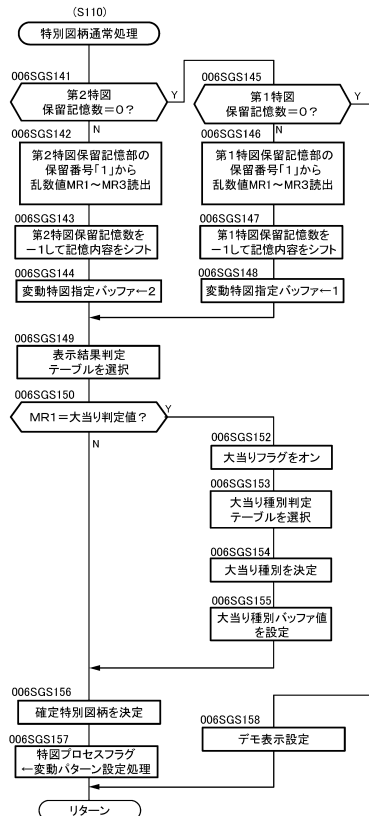 (S110)
特別図柄通常処理
006SGS141
第2特図
保留記憶数=0?
Y
N
006SGS142
第2特図保留記憶部の
保留番号「1」から
乱数値MR1~MR3読出
006SGS143
第2特図保留記憶数を
-1して記憶内容をシフト
006SGS144
変動特図指定バッファ←2
006SGS145
第1特図
保留記憶数=0?
Y
N
006SGS146
第1特図保留記憶部の
保留番号「1」から
乱数値MR1~MR3読出
006SGS147
第1特図保留記憶数を
-1して記憶内容をシフト
006SGS148
変動特図指定バッファ←1
006SGS149
表示結果判定
テーブルを選択
006SGS150
MR1=大当り判定値?
Y
N
006SGS152
大当りフラグをオン
006SGS153
大当り種別判定
テーブルを選択
006SGS154
大当り種別を決定
006SGS155
大当り種別バッファ値
を設定
006SGS156
確定特別図柄を決定
006SGS157
特図プロセスフラグ
←変動パターン設定処理
006SGS158
デモ表示設定
リターン